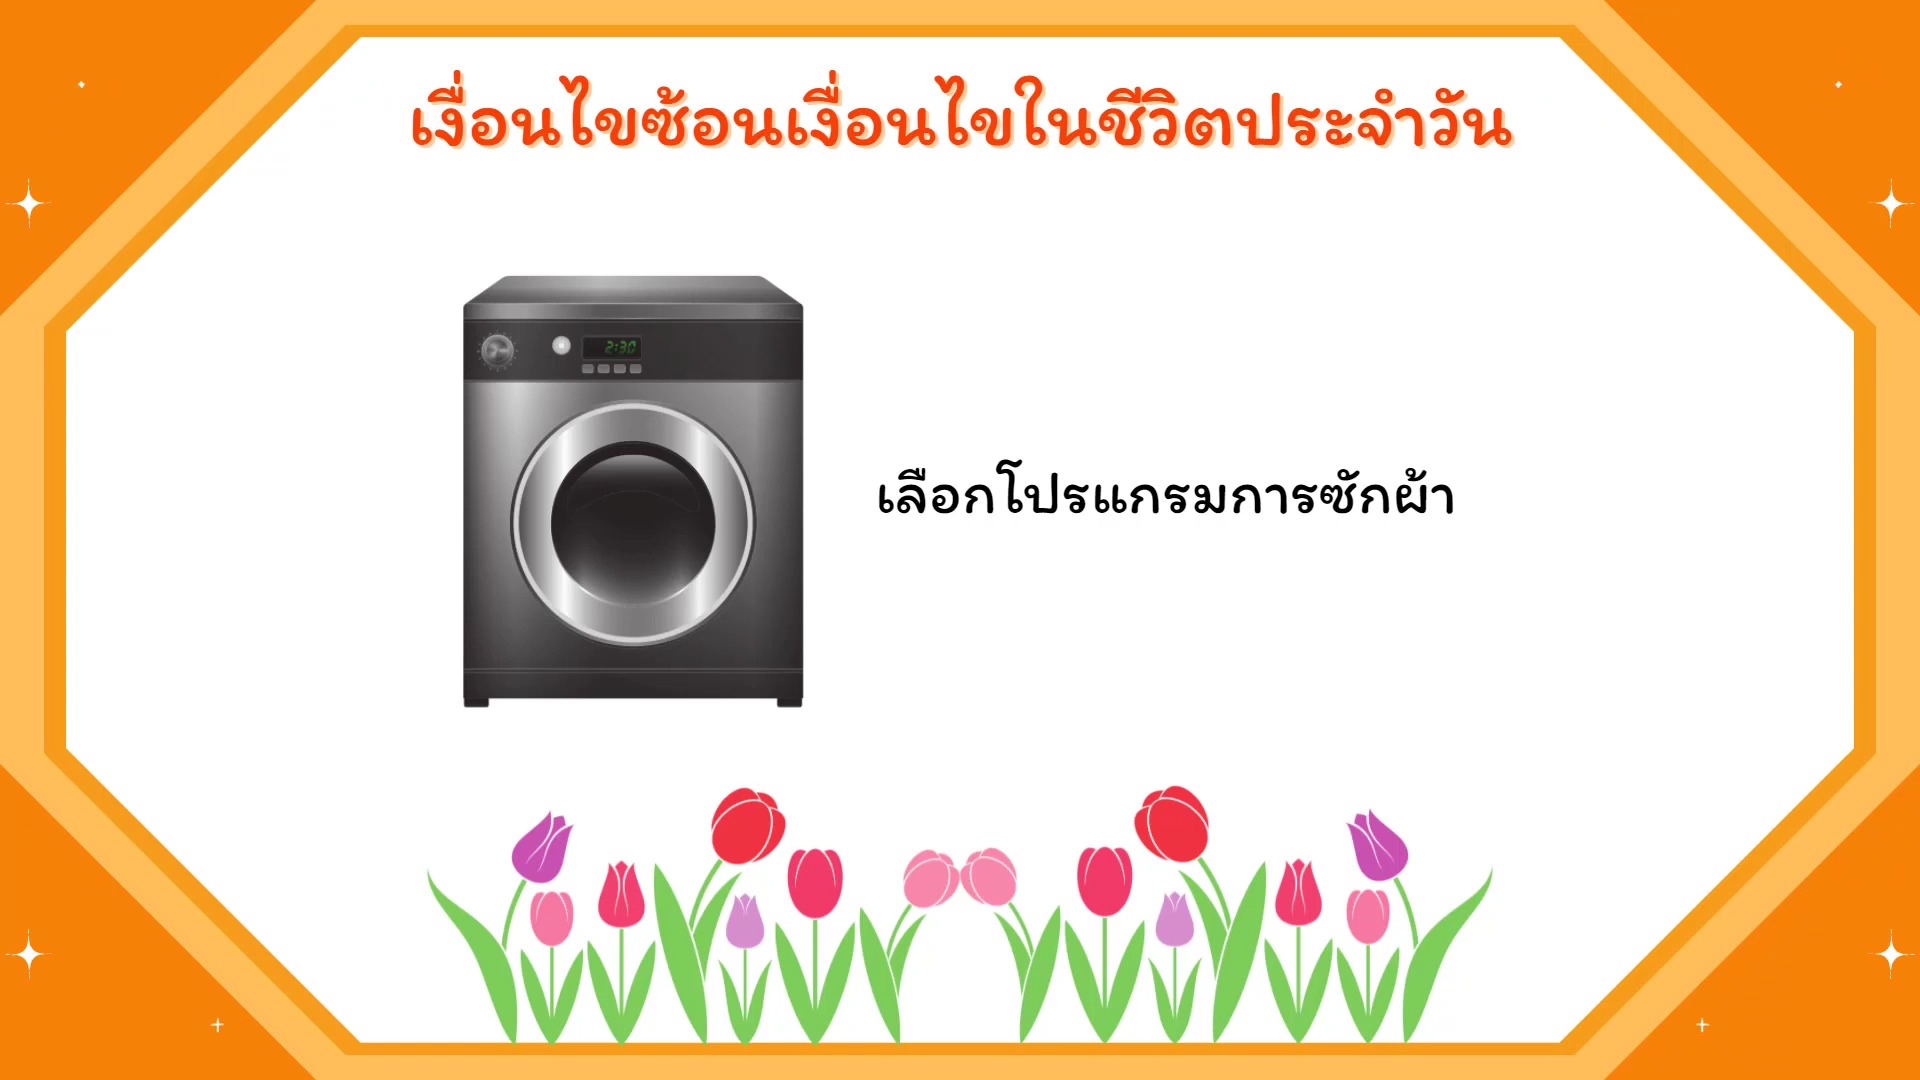 เงื่อนไขซ้อนเงื่อนไขในชีวิตประจำวัน
2:30
เลือกโปรแกรมการซักผ้า